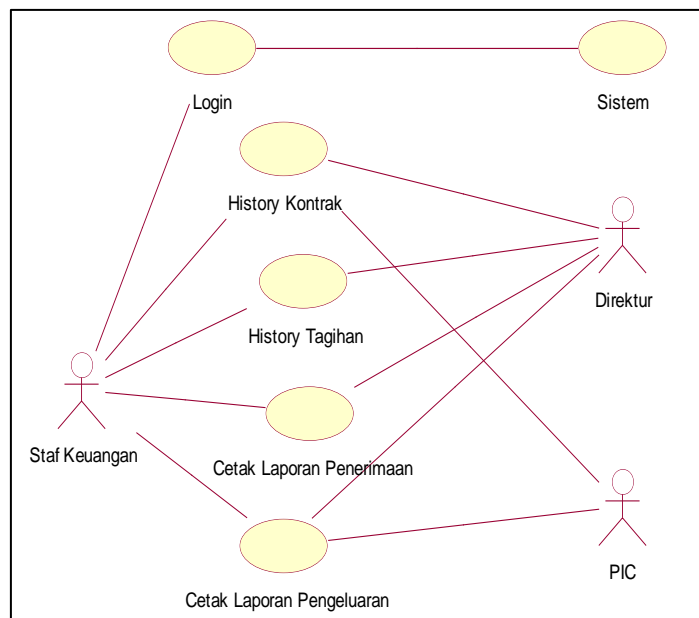 Login
Sistem
History Kontrak
Direktur
History Tagihan
Staf Keuangan
Cetak Laporan Penerimaan
PIC
Cetak Laporan Pengeluaran